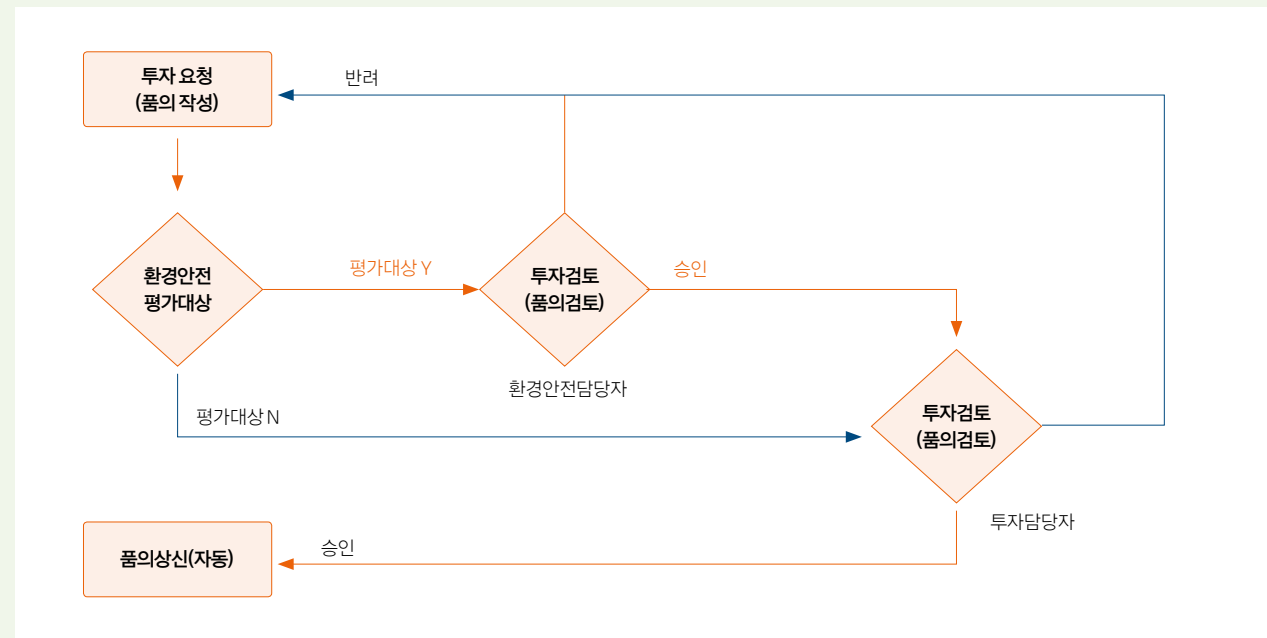 투자 요청
(품의 작성)
반려
환경안전
평가대상
평가대상 Y
투자검토
(품의검토)
승인
환경안전담당자
평가대상 N
투자검토
(품의검토)
투자담당자
품의상신(자동)
승인